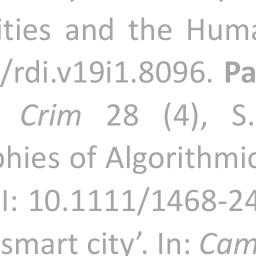 ities and the Huma
/rdi.v19i1.8096. Pa
Crim 28 (4), S.
phies of Algorithmic
I: 10.1111/1468-24
smart city'. In: Cam